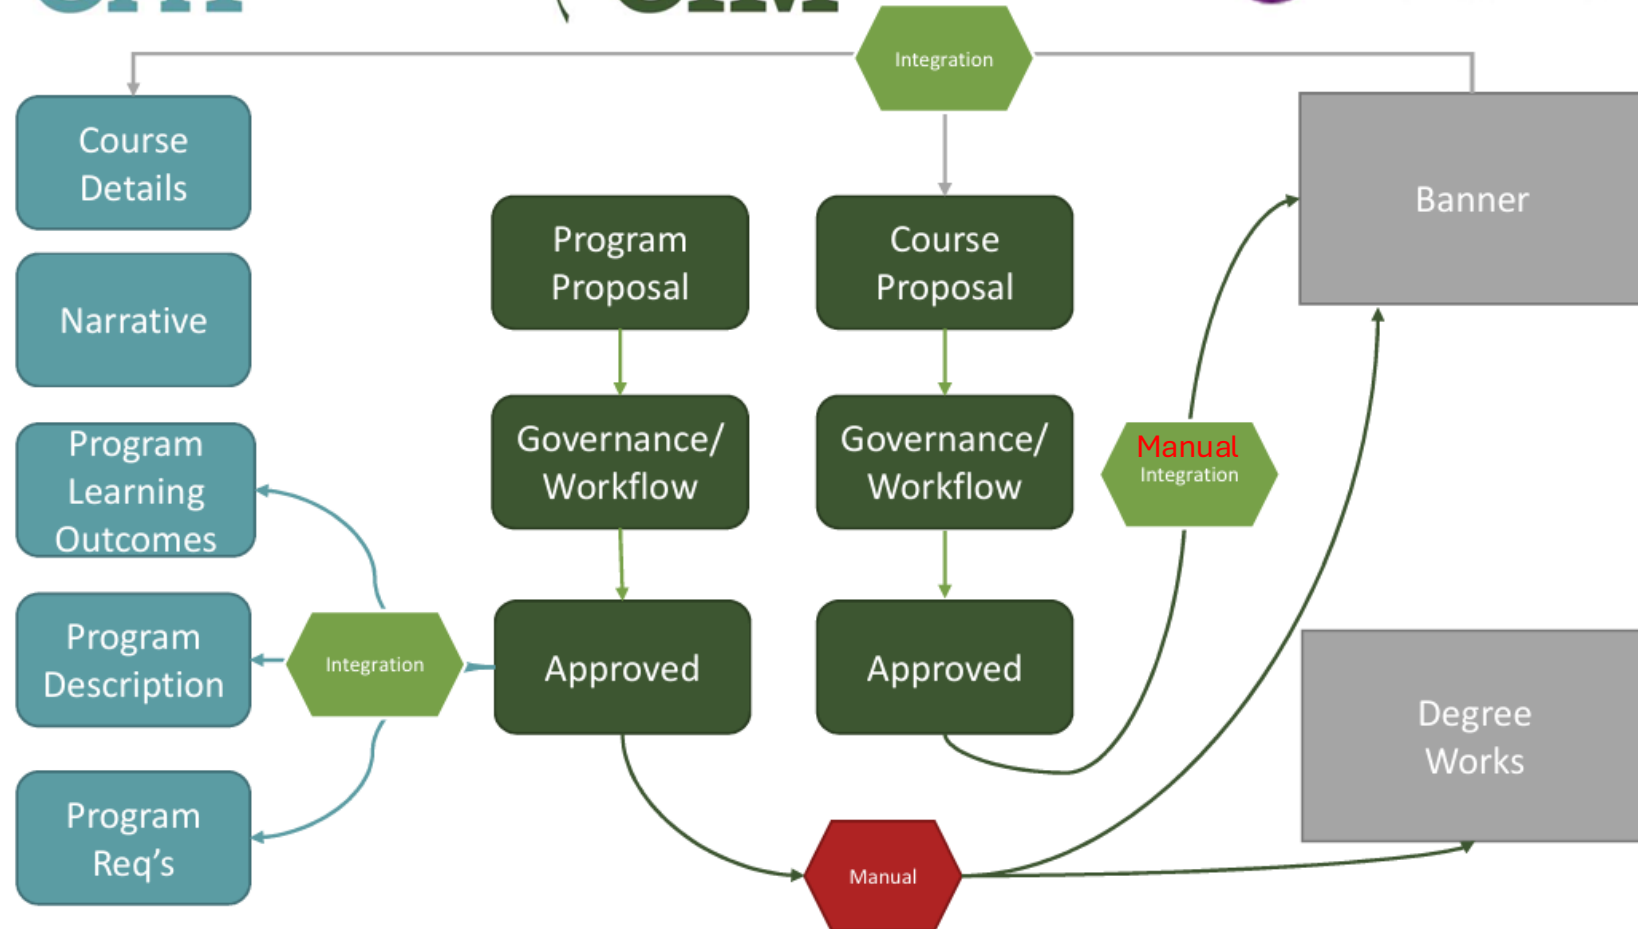 Integration
Course
Details
Banner
Program
Proposal
Course
Proposal
Narrative
Program
Learning
Outcomes
Governance/
Workflow
Governance/
Workflow
Manual
Integration
Program
Description
Integration
Approved
Approved
Degree
Works
Program
Req’s
Manual